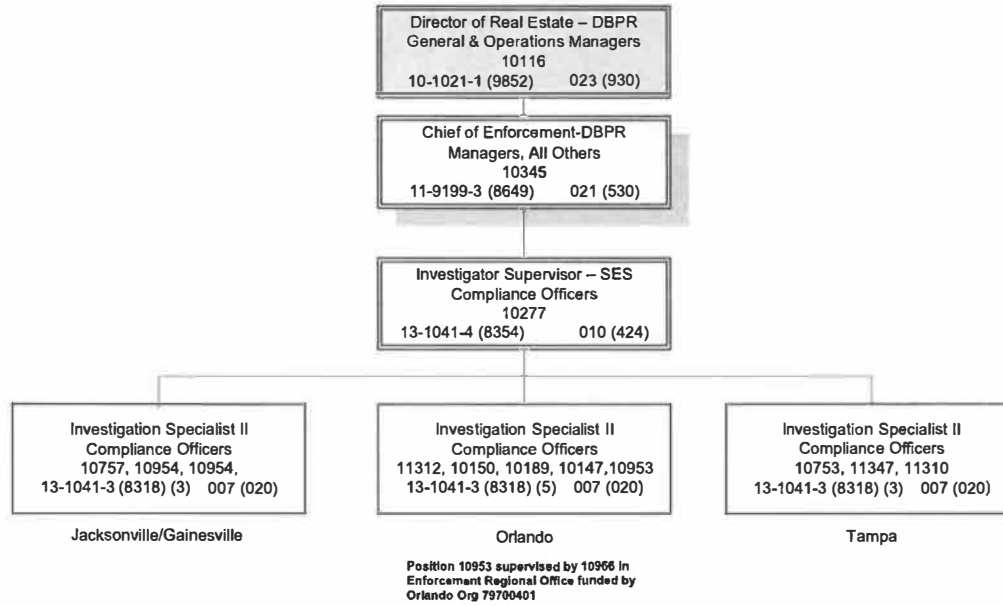 Director of Real Estate – DBPR
General & Operations Managers
10116
10-1021-1 (9852) 023 (930)
Chief of Enforcement-DBPR
Managers, All Others
10345
11-9199-3 (8649) 021 (530)
Investigator Supervisor – SES
Compliance Officers
10277
13-1041-4 (8354) 010 (424)
Investigation Specialist II
Compliance Officers
10757, 10954, 10954,
13-1041-3 (8318) (3) 007 (020)
Jacksonville/Gainesville
Investigation Specialist II
Compliance Officers
11312, 10150, 10189, 10147,10953
13-1041-3 (8318) (5) 007 (020)
Orlando
Position 10953 supervised by 10966 in
Enforcement Regional Office funded by
Orlando Org 79700401
Investigation Specialist II
Compliance Officers
10753, 11347, 11310
13-1041-3 (8318) (3) 007 (020)
Tampa